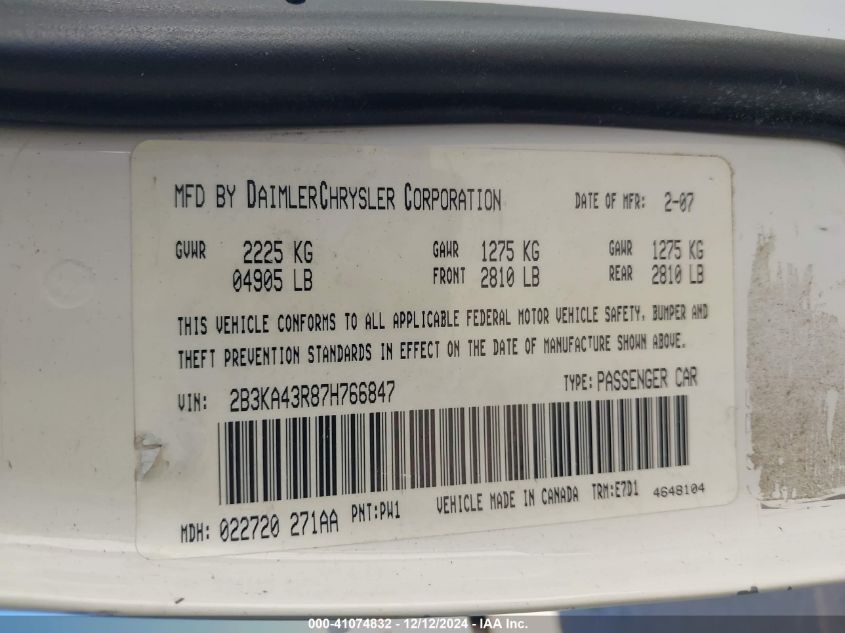 MFD BY DAIMLERCHRYSLER CORPORATION DATE OF MFR: 2-07
GVWR 2225 KG GAWR 1275 KG GAWR 1275 KG
04905 LB FRONT 2810 LB REAR 2810 LB
THIS VEHICLE CONFORMS TO ALL APPLICABLE FEDERAL MOTOR VEHICLE SAFETY, BUMPER AND
THEFT PREVENTION STANDARDS IN EFFECT ON THE DATE OF MANUFACTURE SHOWN ABOVE.
VIN: 2B3KA43R87H766847 TYPE: PASSENGER CAR
MDH: 022720 271AA PNT:PW1 VEHICLE MADE IN CANADA TRM:E7D1 4648104
000-41074832 - 12/12/2024 - IAA Inc.